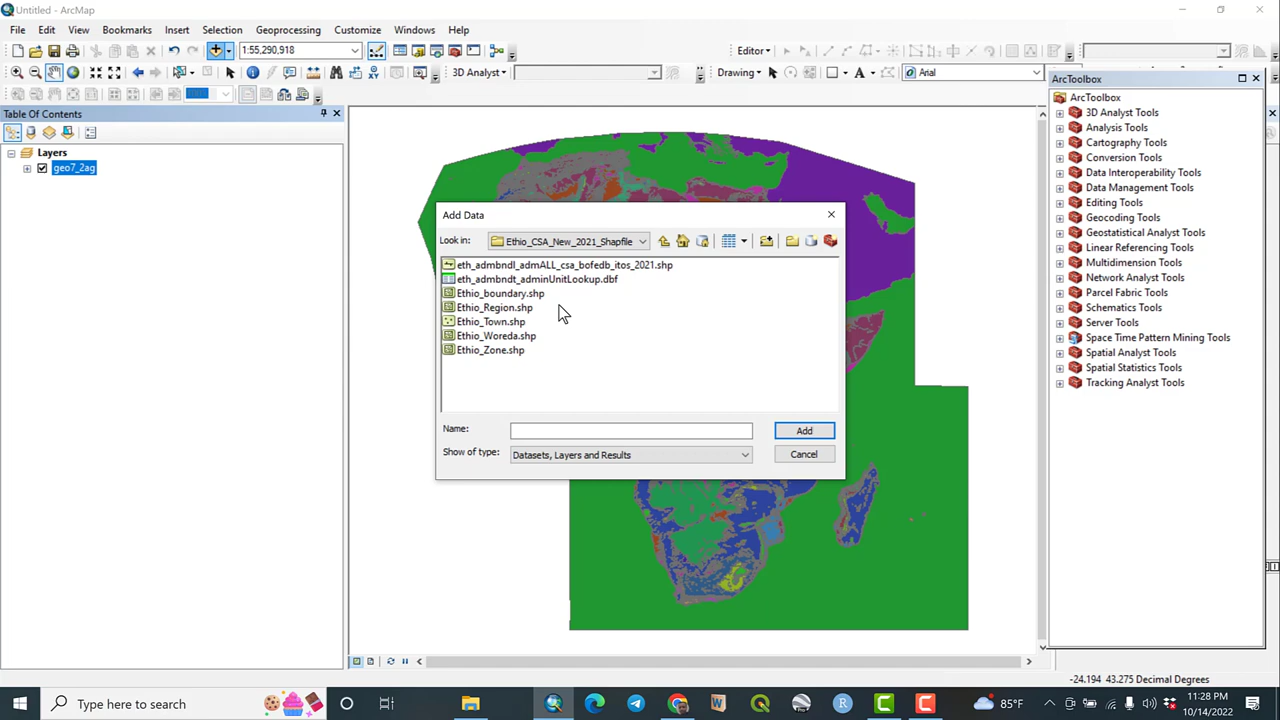 Untitled - ArcMap
File Edit View Bookmarks Insert Selection Geoprocessing Customize Windows Help
1:55,290,918
Editor
3D Analyst
Drawing
A
Arial
Table Of Contents
ArcToolbox
Layers
geo7_2ag
ArcToolbox
3D Analyst Tools
Analysis Tools
Cartography Tools
Conversion Tools
Data Interoperability Tools
Data Management Tools
Editing Tools
Geocoding Tools
Geostatistical Analyst Tools
Linear Referencing Tools
Multidimension Tools
Network Analyst Tools
Parcel Fabric Tools
Schematics Tools
Server Tools
Space Time Pattern Mining Tools
Spatial Analyst Tools
Spatial Statistics Tools
Tracking Analyst Tools
Add Data
Look in: Ethio_CSA_New_2021_Shapfile
eth_admbndl_admALL_csa_bofedb_itos_2021.shp
eth_admbndt_adminUnitLookup.dbf
Ethio_boundary.shp
Ethio_Region.shp
Ethio_Town.shp
Ethio_Woreda.shp
Ethio_Zone.shp
Name:
Add
Show of type: Datasets, Layers and Results
Cancel
-24.194 43.275 Decimal Degrees
Type here to search
95°F
11:28 PM
10/14/2022